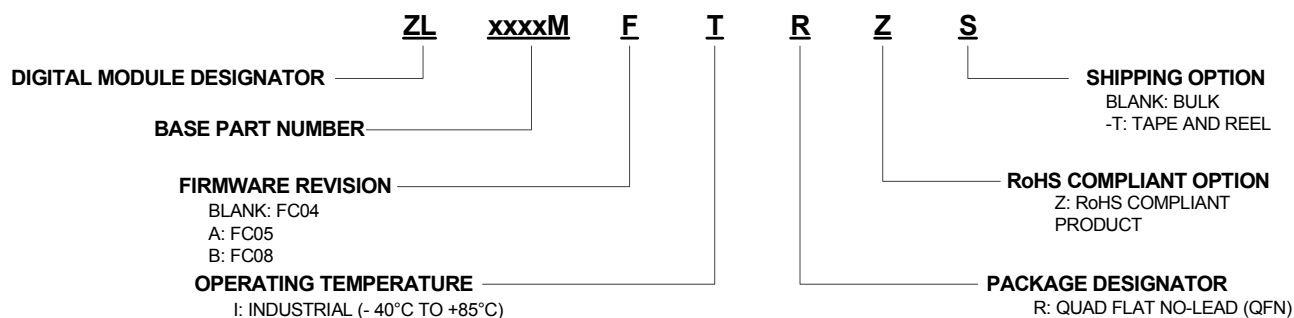 ZL xxxxM F T R Z S
DIGITAL MODULE DESIGNATOR
SHIPPING OPTION
BLANK: BULK
-T: TAPE AND REEL
BASE PART NUMBER
FIRMWARE REVISION
BLANK: FC04
A: FC05
B: FC08
RoHS COMPLIANT OPTION
Z: RoHS COMPLIANT
PRODUCT
OPERATING TEMPERATURE
I: INDUSTRIAL (- 40°C TO +85°C)
PACKAGE DESIGNATOR
R: QUAD FLAT NO-LEAD (QFN)